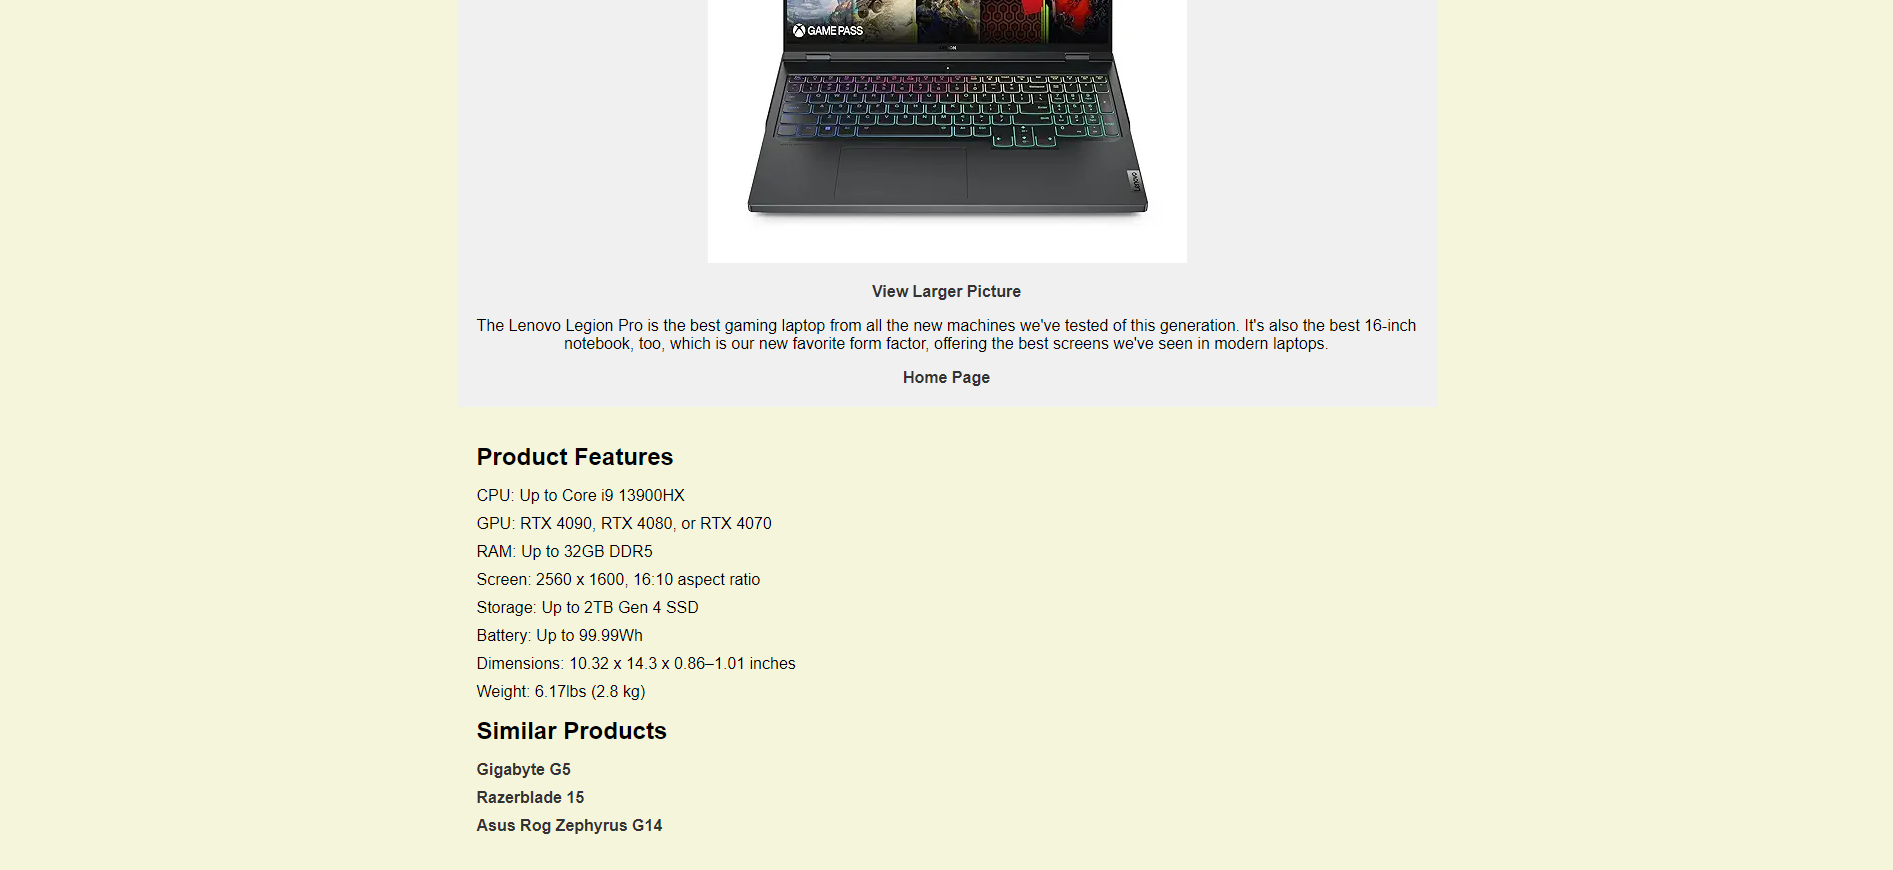 GAME PASS
Lenovo
View Larger Picture
The Lenovo Legion Pro is the best gaming laptop from all the new machines we've tested of this generation. It's also the best 16-inch
notebook, too, which is our new favorite form factor, offering the best screens we've seen in modern laptops.
Home Page
Product Features
CPU: Up to Core i9 13900HX
GPU: RTX 4090, RTX 4080, or RTX 4070
RAM: Up to 32GB DDR5
Screen: 2560 x 1600, 16:10 aspect ratio
Storage: Up to 2TB Gen 4 SSD
Battery: Up to 99.99Wh
Dimensions: 10.32 x 14.3 x 0.86–1.01 inches
Weight: 6.17lbs (2.8 kg)
Similar Products
Gigabyte G5
Razerblade 15
Asus Rog Zephyrus G14